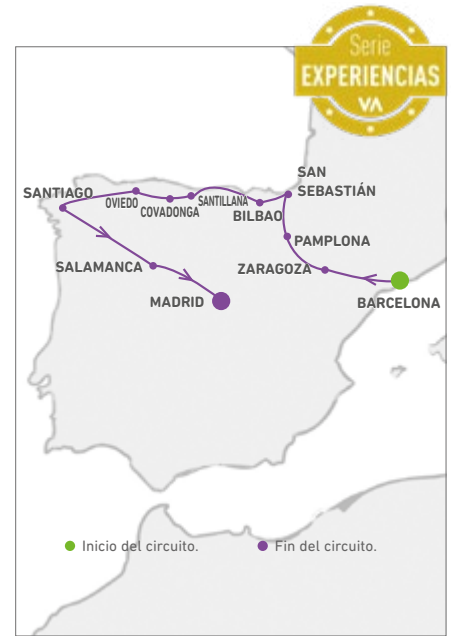 Serie
EXPERIENCIAS
VA
SAN
SEBASTIÁN
SANTIAGO
OVIEDO
COVADONGA
SANTILLANA
BILBAO
PAMPLONA
SALAMANCA
ZARAGOZA
MADRID
BARCELONA
Inicio del circuito.
Fin del circuito.